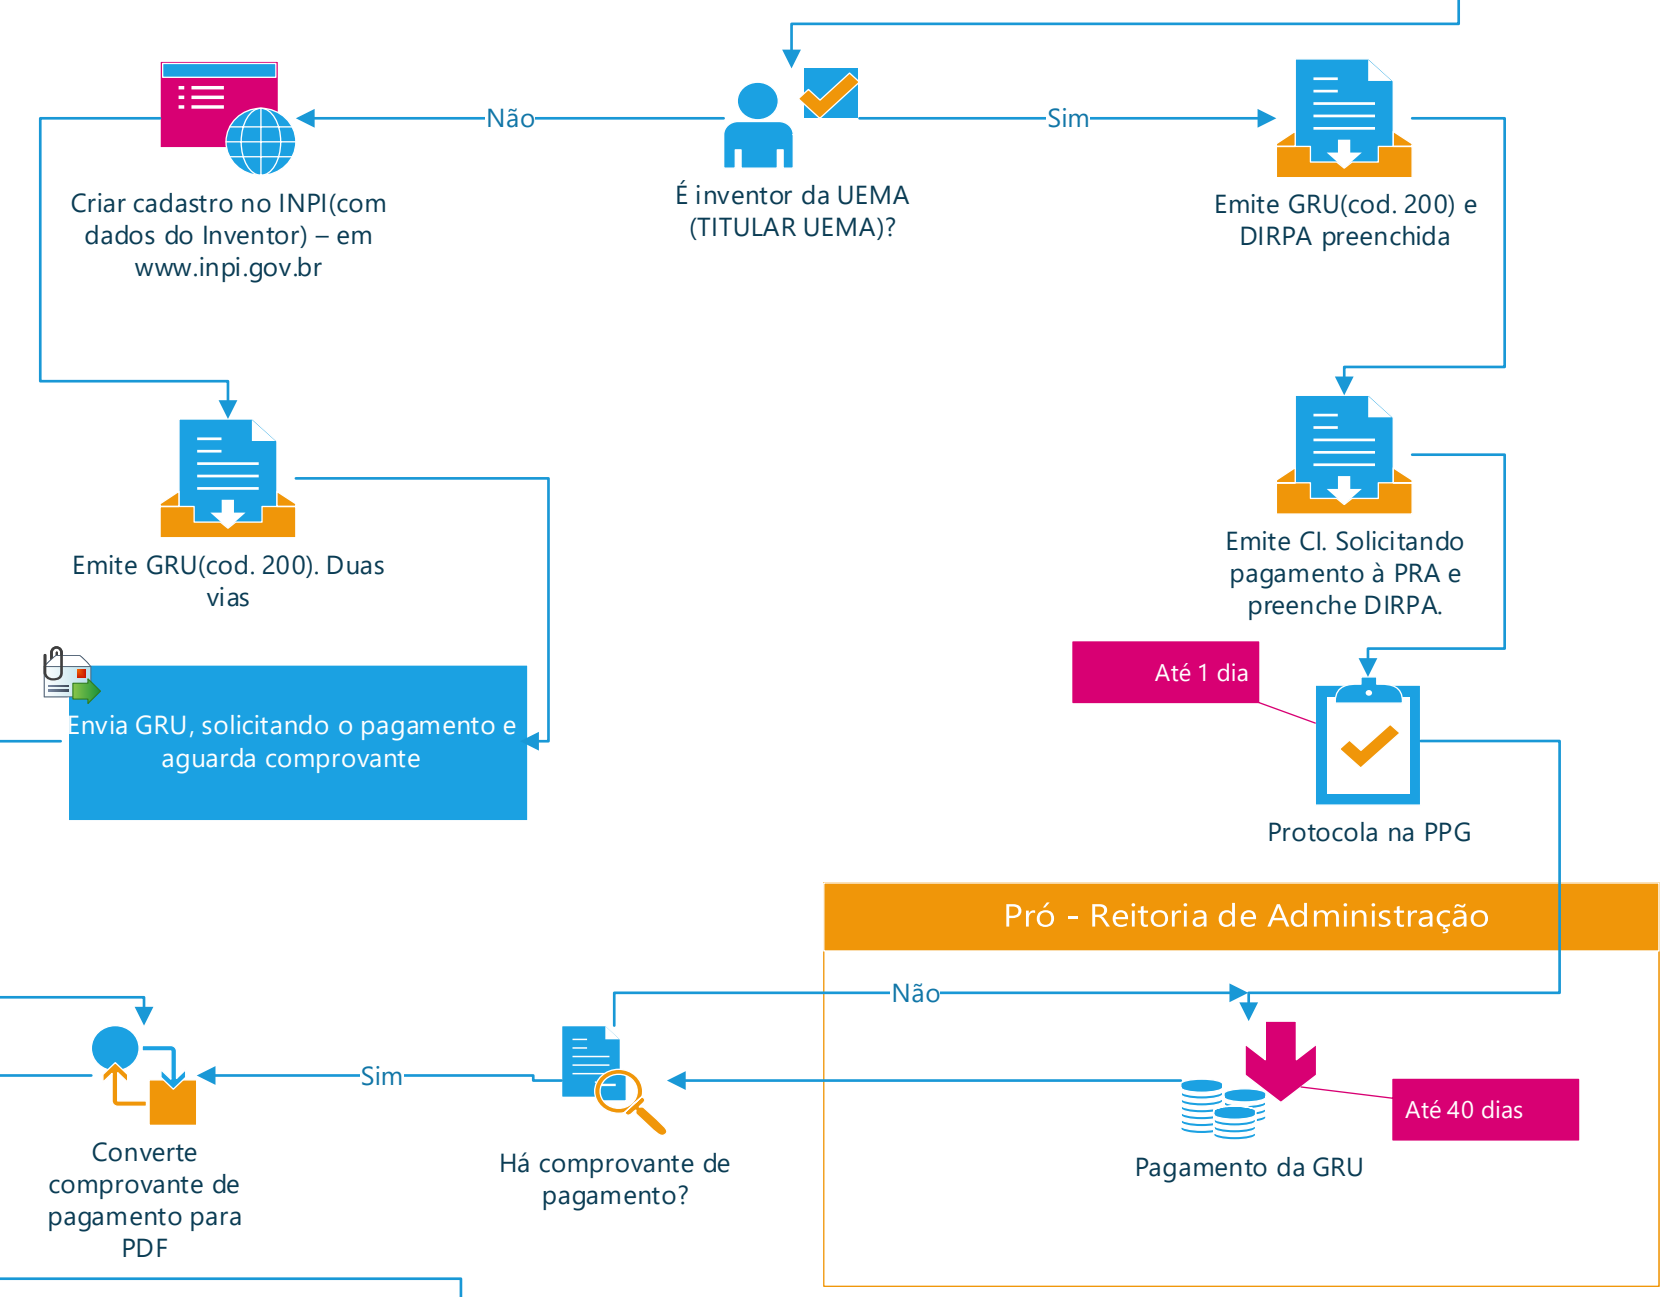 Não
Sim
Criar cadastro no INPI(com
dados do Inventor) – em
www.inpi.gov.br
É inventor da UEMA
(TITULAR UEMA)?
Emite GRU(cod. 200) e
DIRPA preenchida
Emite GRU(cod. 200). Duas
vias
Emite CI. Solicitando
pagamento à PRA e
preenche DIRPA.
Até 1 dia
Envia GRU, solicitando o pagamento e
aguarda comprovante
Protocola na PPG
Pró - Reitoria de Administração
Não
Sim
Até 40 dias
Converte
comprovante de
pagamento para
PDF
Há comprovante de
pagamento?
Pagamento da GRU